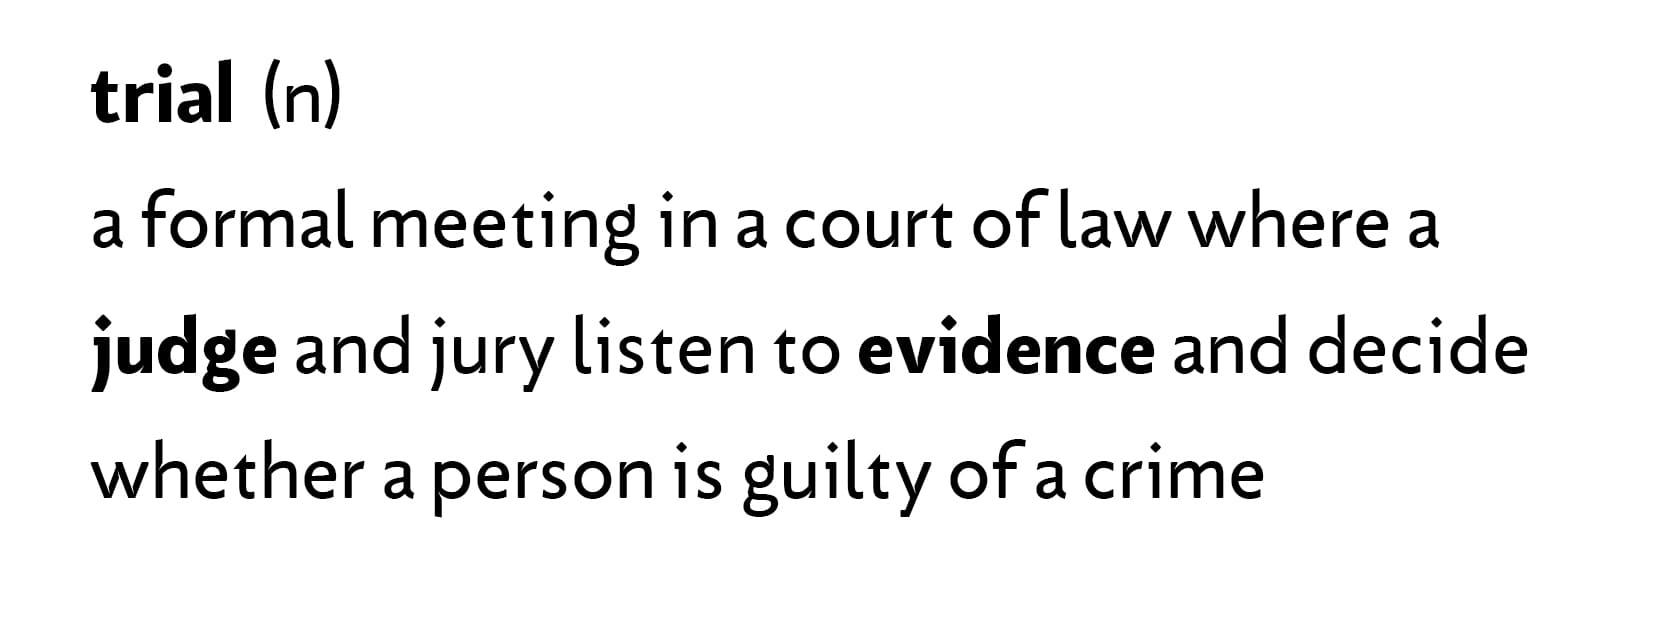 trial (n)
a formal meeting in a court of law where a
judge and jury listen to evidence and decide
whether a person is guilty of a crime